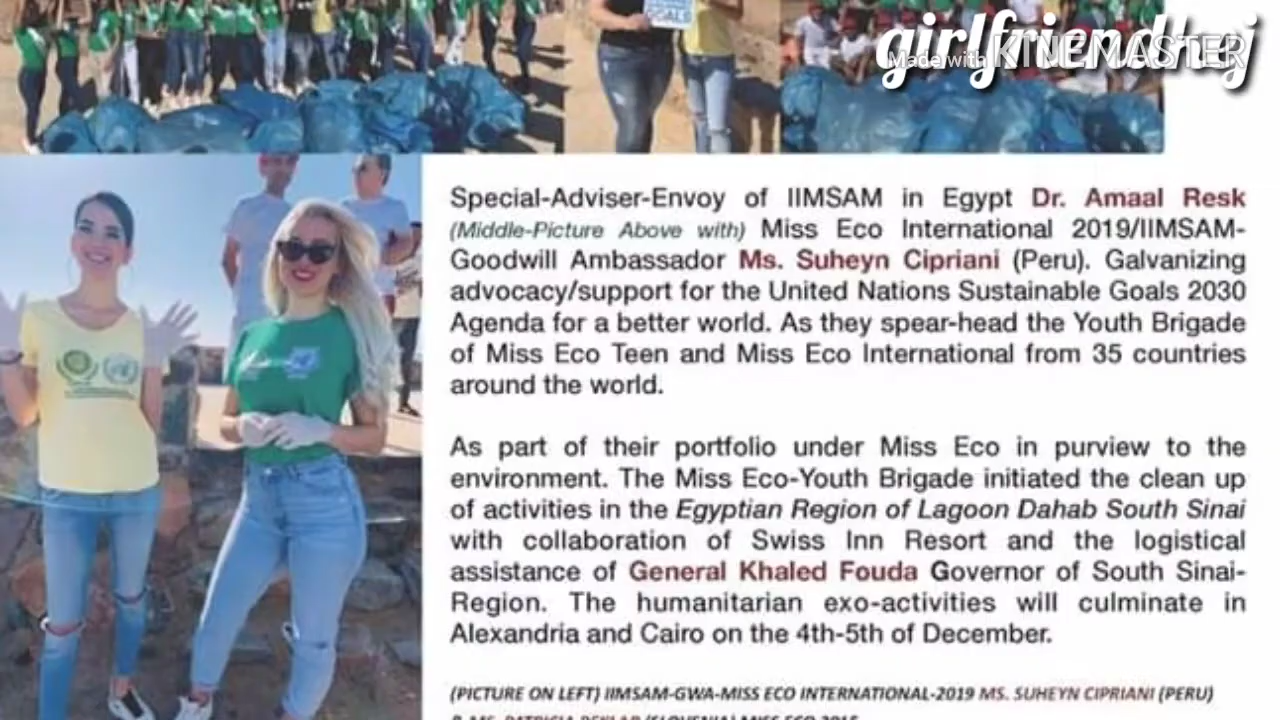 GOALS
girlfriendhoj
Made with KINEMASTER
Special-Adviser-Envoy of IIMSAM in Egypt Dr. Amaal Resk
(Middle-Picture Above with) Miss Eco International 2019/IIMSAM-
Goodwill Ambassador Ms. Suheyn Cipriani (Peru). Galvanizing
advocacy/support for the United Nations Sustainable Goals 2030
Agenda for a better world. As they spear-head the Youth Brigade
of Miss Eco Teen and Miss Eco International from 35 countries
around the world.
As part of their portfolio under Miss Eco in purview to the
environment. The Miss Eco-Youth Brigade initiated the clean up
of activities in the Egyptian Region of Lagoon Dahab South Sinai
with collaboration of Swiss Inn Resort and the logistical
assistance of General Khaled Fouda Governor of South Sinai-
Region. The humanitarian exo-activities will culminate in
Alexandria and Cairo on the 4th-5th of December.
(PICTURE ON LEFT) IIMSAM-GWA-MISS ECO INTERNATIONAL-2019 MS. SUHEYN CIPRIANI (PERU)